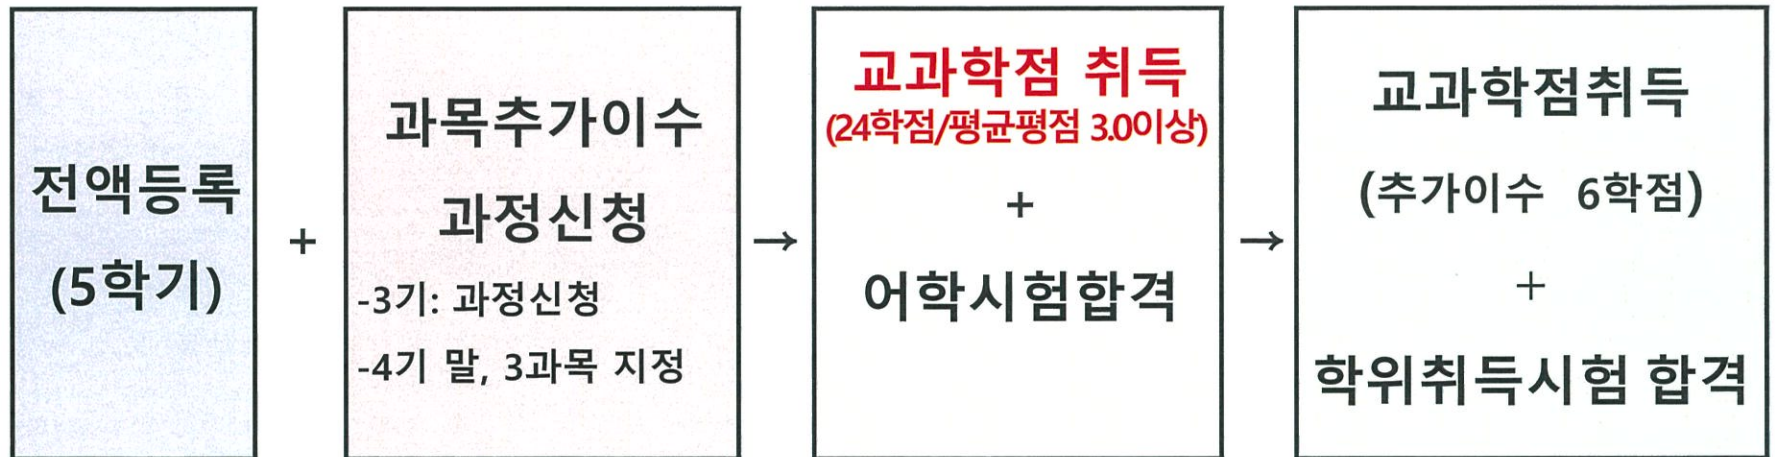 전액등록
(5학기)
+
과목추가이수
과정신청
-3기: 과정신청
-4기 말, 3과목 지정
→
교과학점 취득
(24학점/평균평점 3.0이상)
+
어학시험합격
→
교과학점취득
(추가이수 6학점)
+
학위취득시험 합격